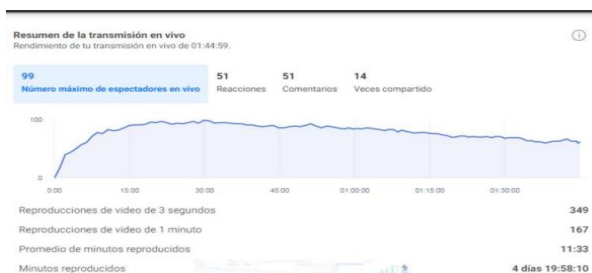 Resumen de la transmisión en vivo
Rendimiento de tu transmisión en vivo de 01:44:59.
99 51 51 14
Número máximo de espectadores en vivo Reacciones Comentarios Veces compartido
100
0
0:00 15:00 30:00 45:00 01:00:00 01:15:00 01:30:00
Reproducciones de video de 3 segundos 349
Reproducciones de video de 1 minuto 167
Promedio de minutos reproducidos 11:33
Minutos reproducidos 4 días 19:58:10